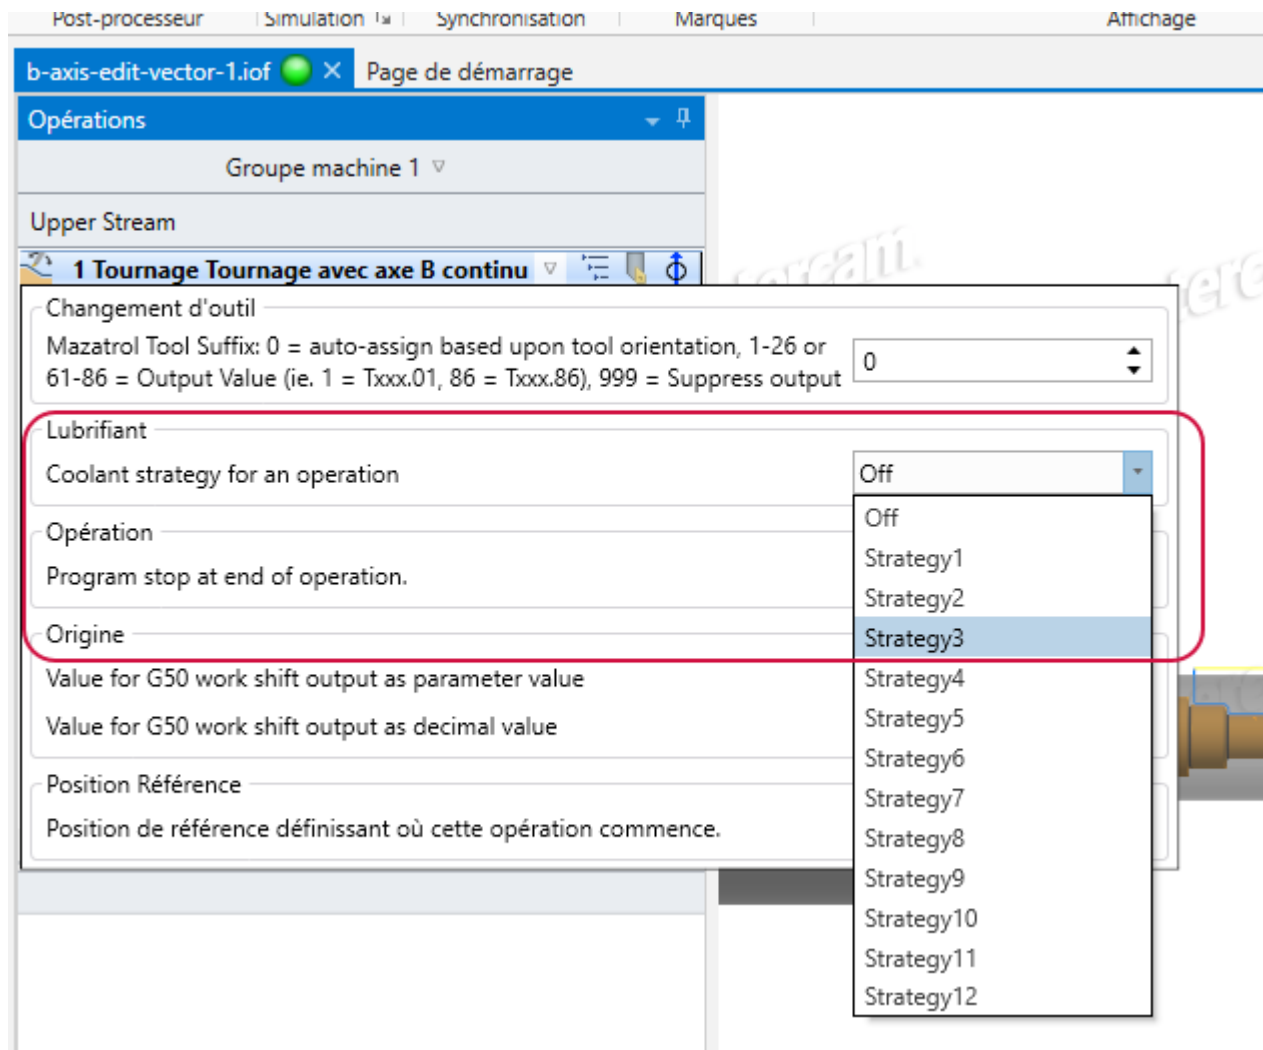 Post-processeur Simulation Synchronisation Marques Affichage
b-axis-edit-vector-1.iof Page de démarrage
Opérations
Groupe machine 1
Upper Stream
1 Tournage Tournage avec axe B continu
Changement d'outil
Mazatrol Tool Suffix: 0 = auto-assign based upon tool orientation, 1-26 or
61-86 = Output Value (ie. 1 = Txxx.01, 86 = Txxx.86), 999 = Suppress output
0
Lubrifiant
Coolant strategy for an operation
Off
Off
Strategy1
Strategy2
Strategy3
Strategy4
Strategy5
Strategy6
Strategy7
Strategy8
Strategy9
Strategy10
Strategy11
Strategy12
Opération
Program stop at end of operation.
Origine
Value for G50 work shift output as parameter value
Value for G50 work shift output as decimal value
Position Référence
Position de référence définissant où cette opération commence.